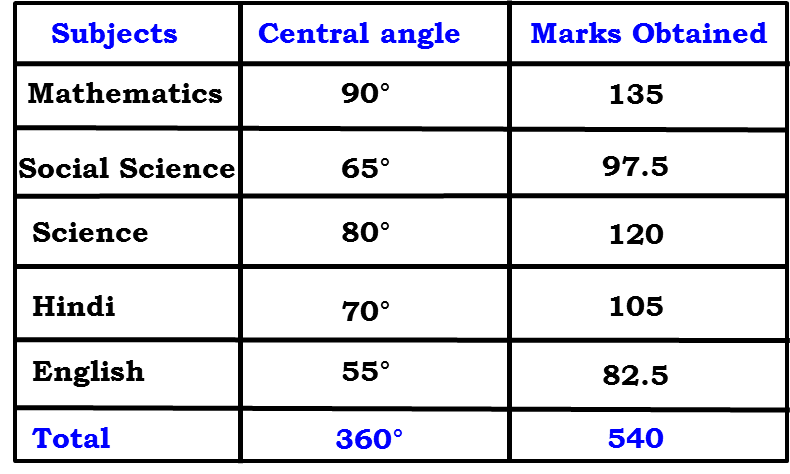 Subjects Central angle Marks Obtained
Mathematics 90° 135
Social Science 65° 97.5
Science 80° 120
Hindi 70° 105
English 55° 82.5
Total 360° 540